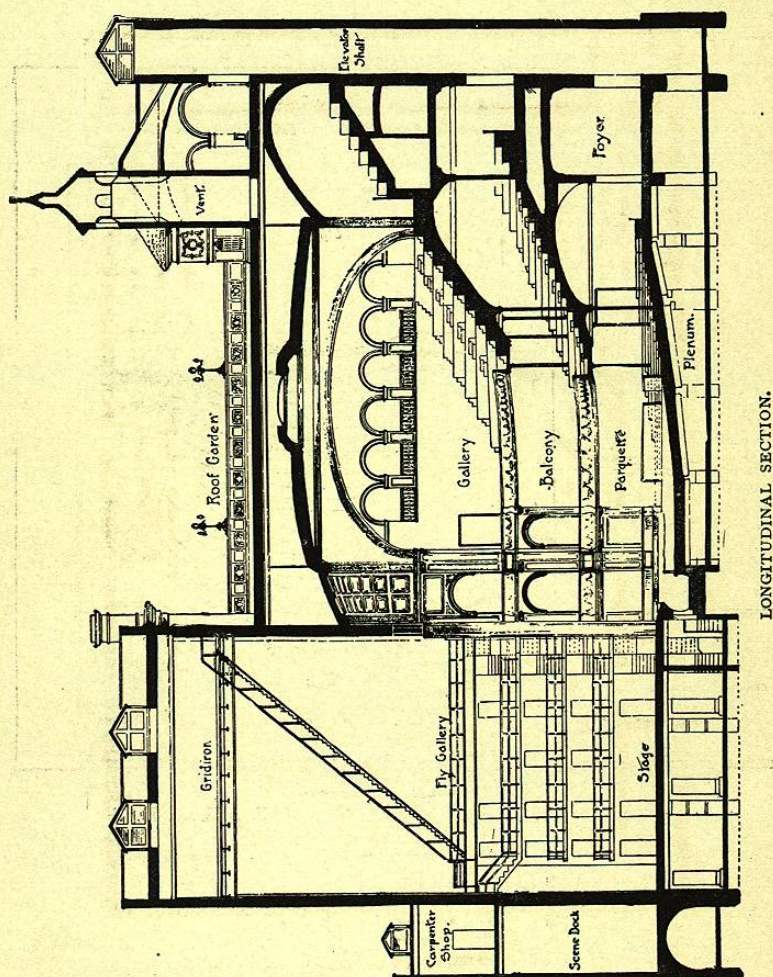 Elevator
Shaft
Vent.
Roof Garden
Foyer.
Gallery
Balcony
Parquette
Plenum.
Gridiron
Fly Gallery
Stage
Carpenter
Shop.
Scene Dock
LONGITUDINAL SECTION.